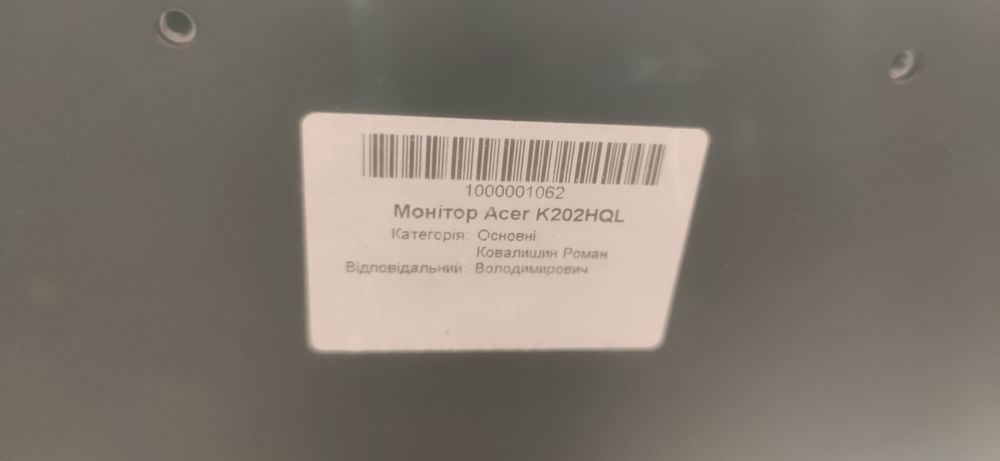 1000001062
Монітор Acer K202HQL
Категорія: Основні
Ковалишин Роман
Відповідальний: Володимирович